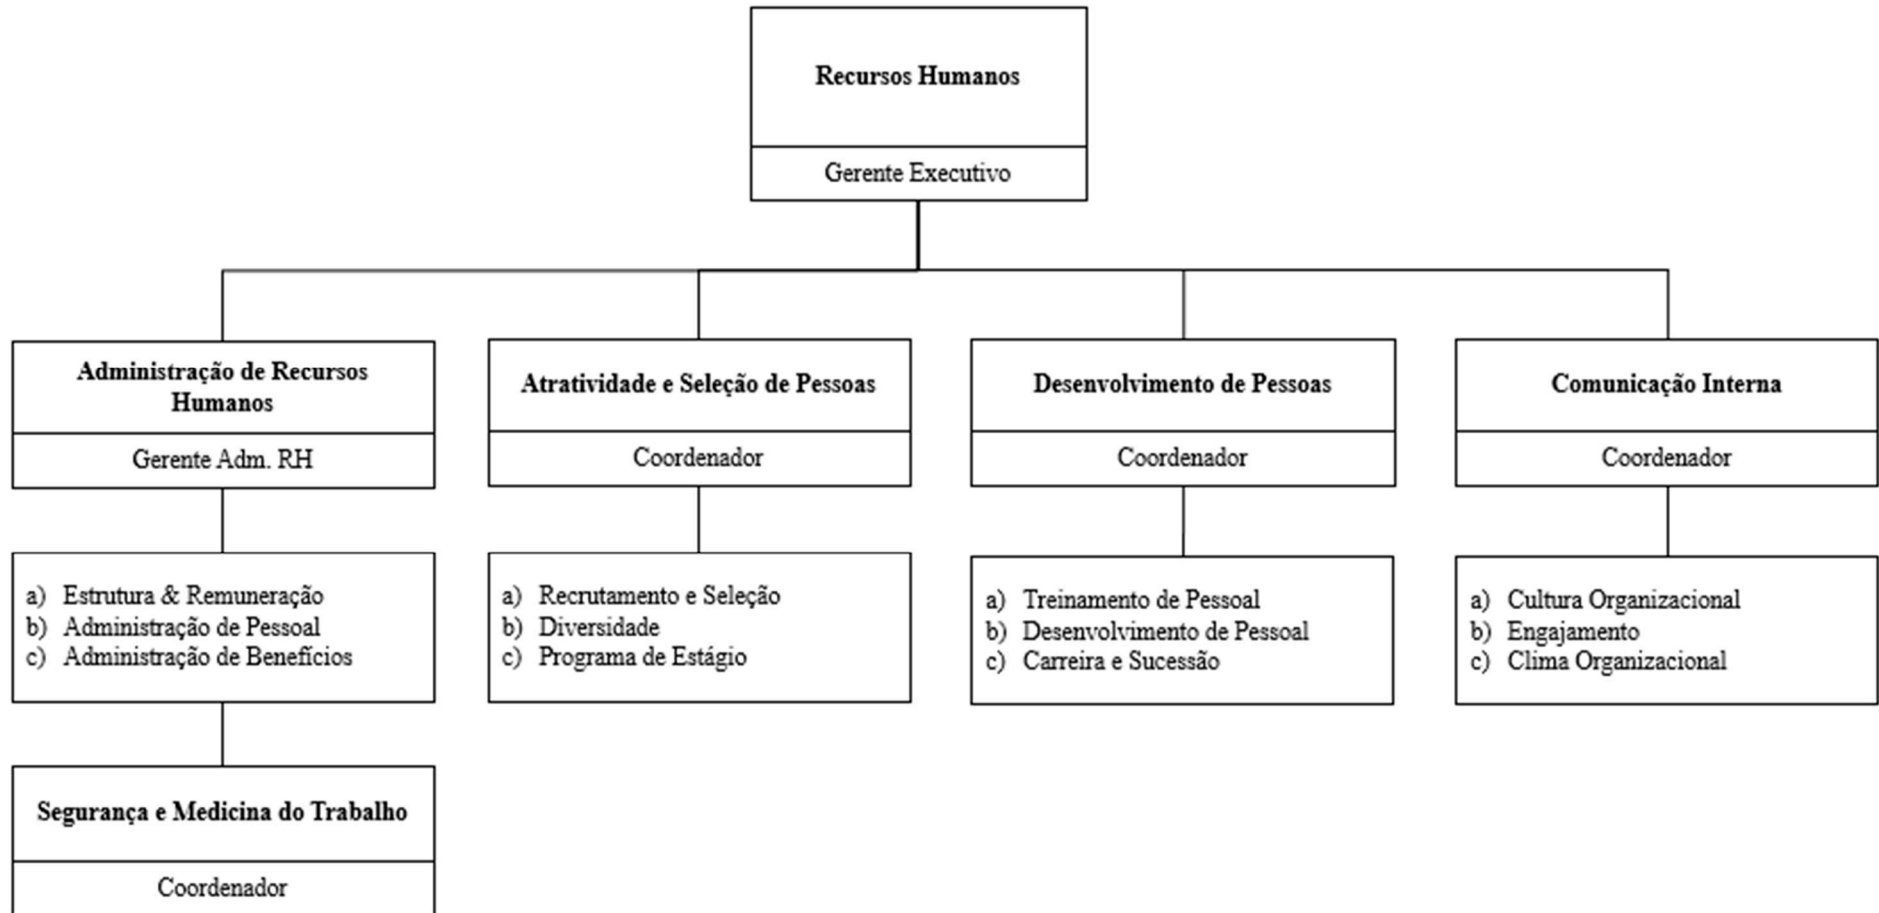 Recursos Humanos
Gerente Executivo
Administração de Recursos
Humanos
Gerente Adm. RH
a) Estrutura & Remuneração
b) Administração de Pessoal
c) Administração de Benefícios
Segurança e Medicina do Trabalho
Coordenador
Atratividade e Seleção de Pessoas
Coordenador
a) Recrutamento e Seleção
b) Diversidade
c) Programa de Estágio
Desenvolvimento de Pessoas
Coordenador
a) Treinamento de Pessoal
b) Desenvolvimento de Pessoal
c) Carreira e Sucessão
Comunicação Interna
Coordenador
a) Cultura Organizacional
b) Engajamento
c) Clima Organizacional